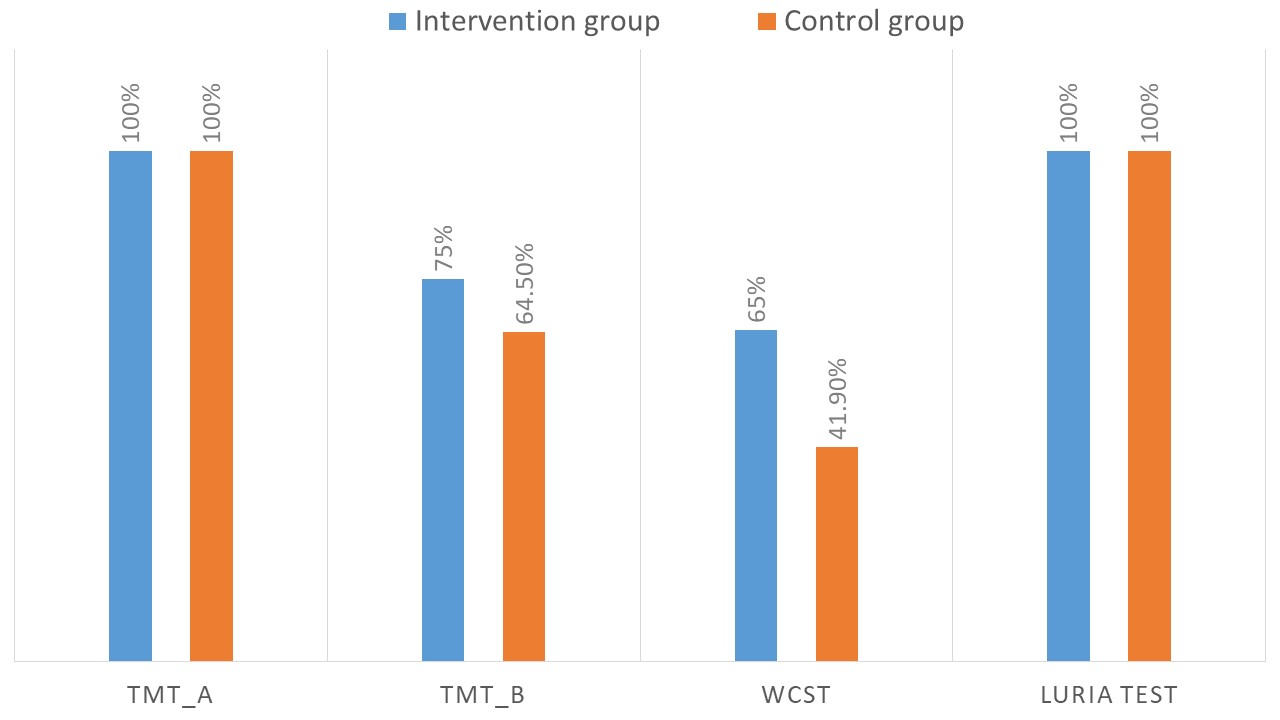 Intervention group
Control group
100%
100%
75%
64.50%
65%
41.90%
100%
100%
TMT_A
TMT_B
WCST
LURIA TEST